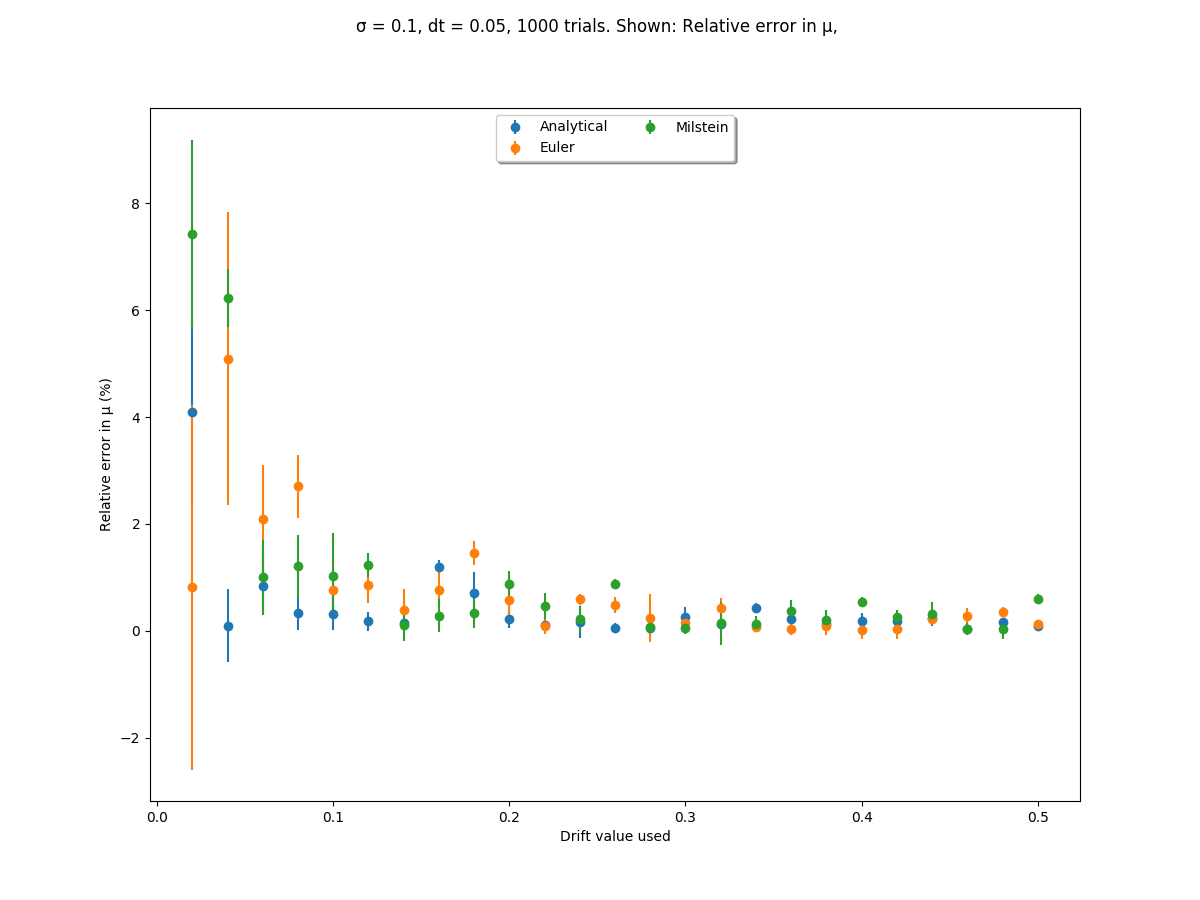 σ = 0.1, dt = 0.05, 1000 trials. Shown: Relative error in μ,
Analytical
Euler
Milstein
Relative error in μ (%)
8
6
4
2
0
−2
0.0
0.1
0.2
0.3
0.4
0.5
Drift value used